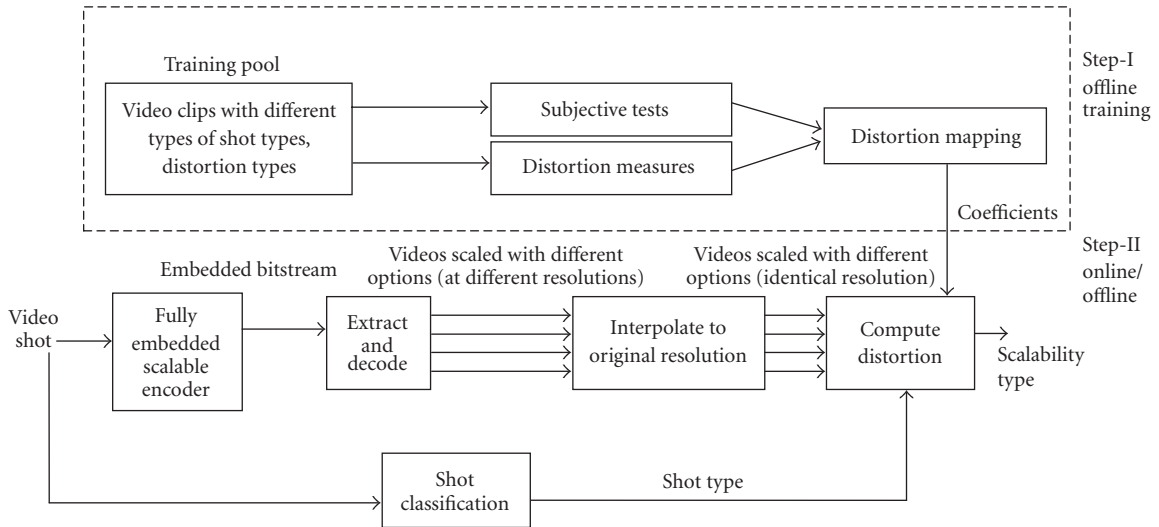 Training pool
Video clips with different
types of shot types,
distortion types
Subjective tests
Distortion measures
Distortion mapping
Step-I
offline
training
Coefficients
Step-II
online/
offline
Video
shot
Embedded bitstream
Fully
embedded
scalable
encoder
Videos scaled with different
options (at different resolutions)
Extract
and
decode
Videos scaled with different
options (identical resolution)
Interpolate to
original resolution
Compute
distortion
Scalability
type
Shot
classification
Shot type